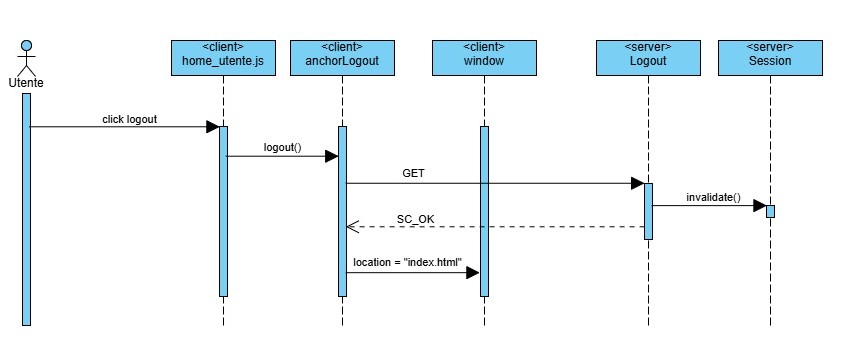 <client>
home_utente.js
<client>
anchorLogout
<client>
window
<server>
Logout
<server>
Session
Utente
click logout
logout()
GET
invalidate()
SC_OK
location = "index.html"